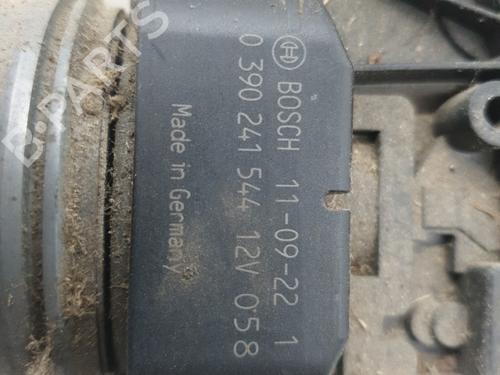 BOSCH 11-09-22 1
0 390 241 544 12V 058
Made in Germany
B-PARTS